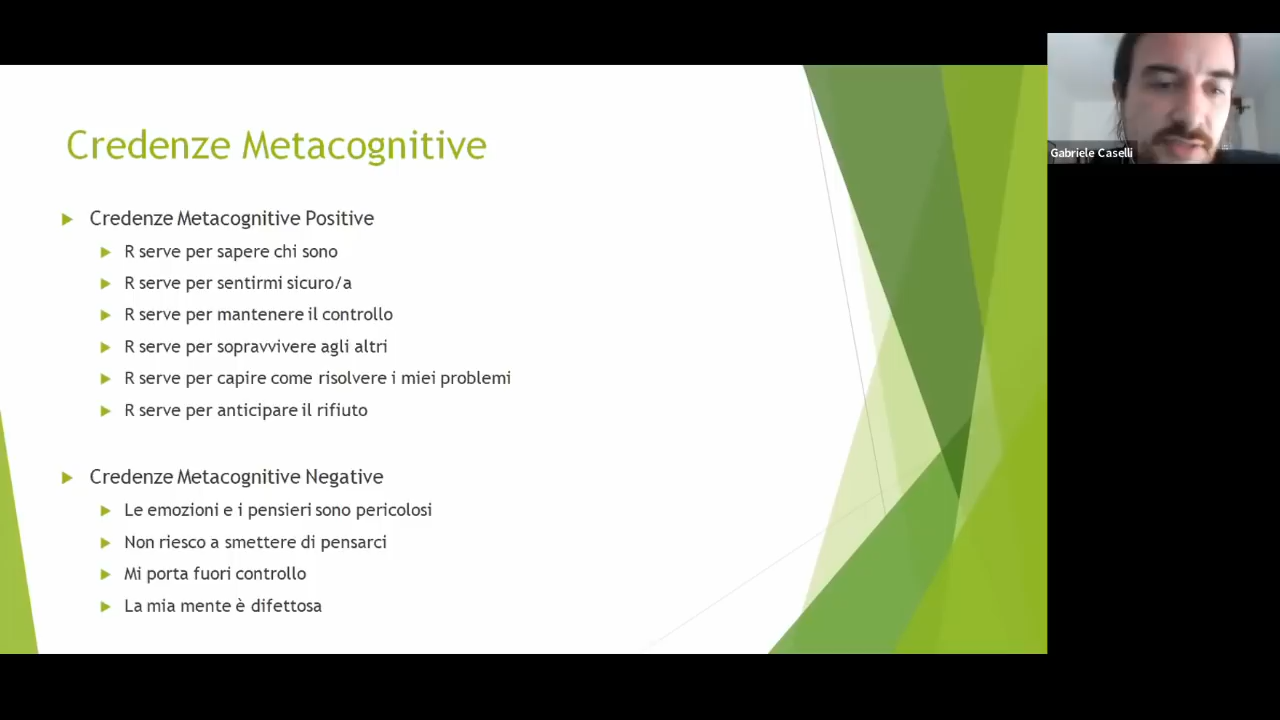 Credenze Metacognitive
Credenze Metacognitive Positive
R serve per sapere chi sono
R serve per sentirmi sicuro/a
R serve per mantenere il controllo
R serve per sopravvivere agli altri
R serve per capire come risolvere i miei problemi
R serve per anticipare il rifiuto
Credenze Metacognitive Negative
Le emozioni e i pensieri sono pericolosi
Non riesco a smettere di pensarci
Mi porta fuori controllo
La mia mente è difettosa
Gabriele Caselli